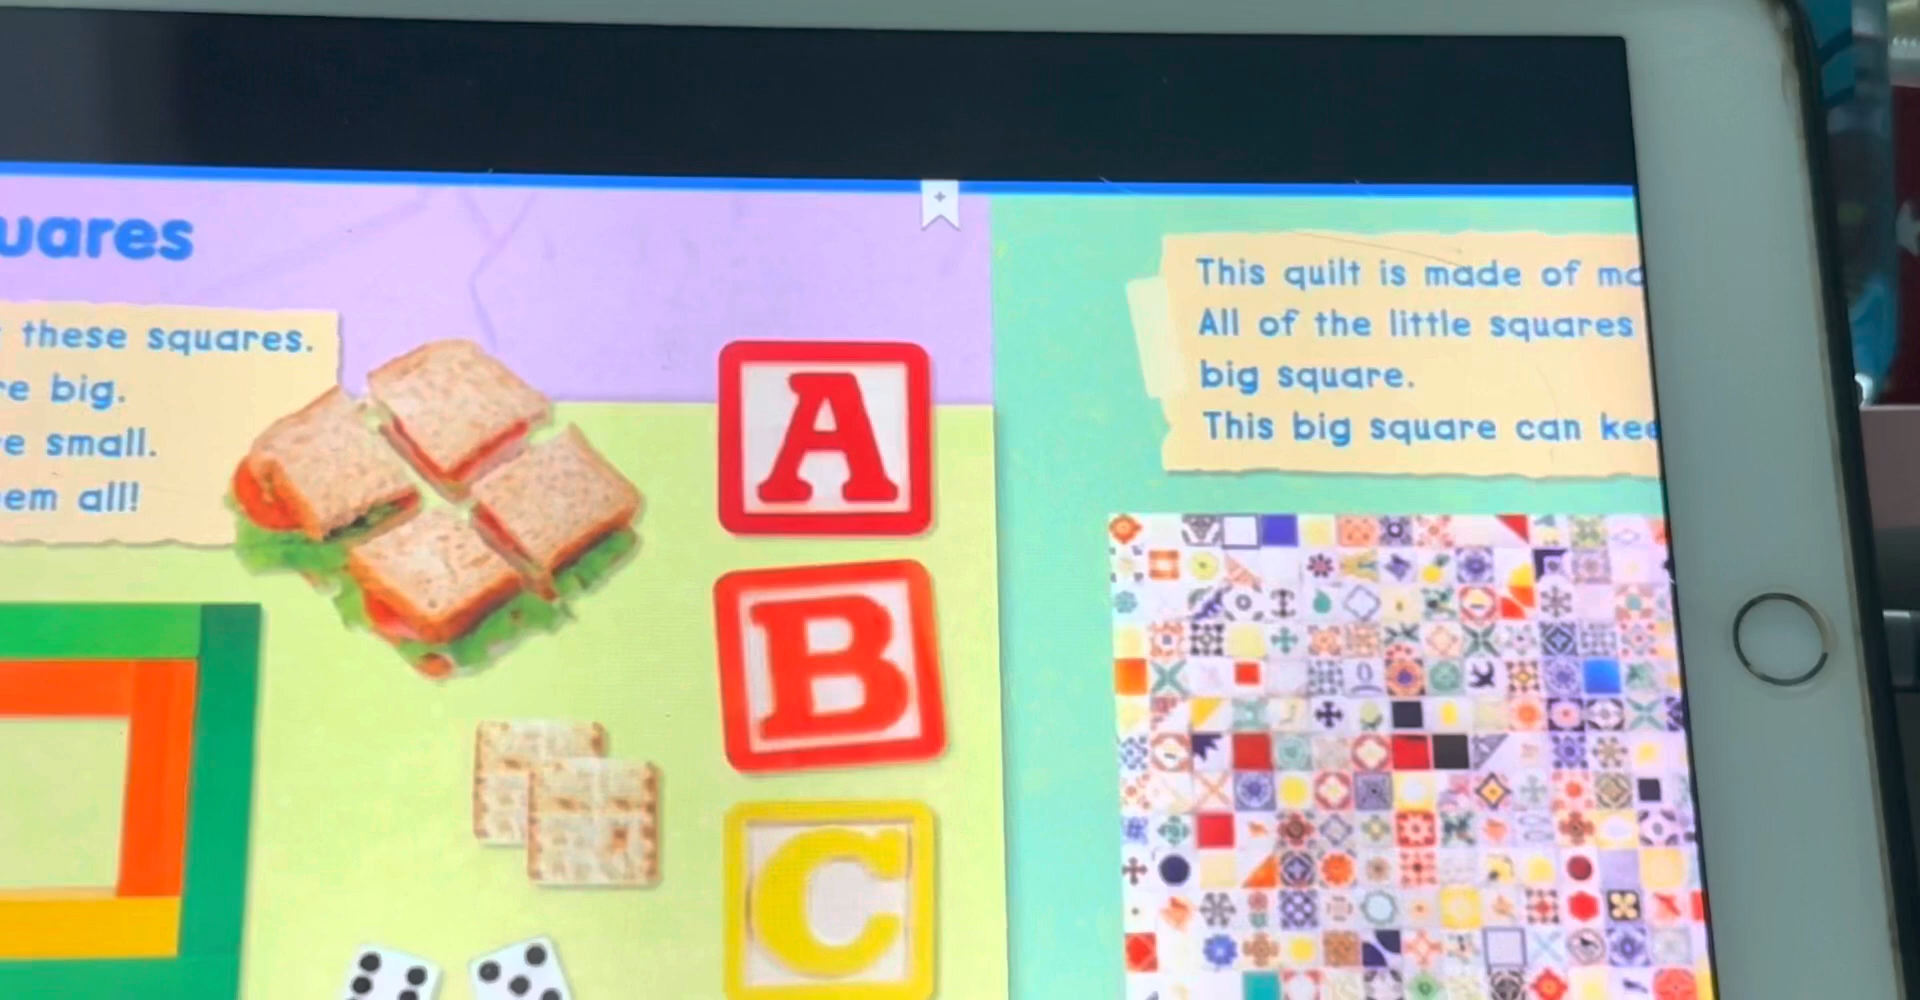 uares
these squares.
e big.
e small.
em all!
A
B
C
This quilt is made of
All of the little squares
big square.
This big square can